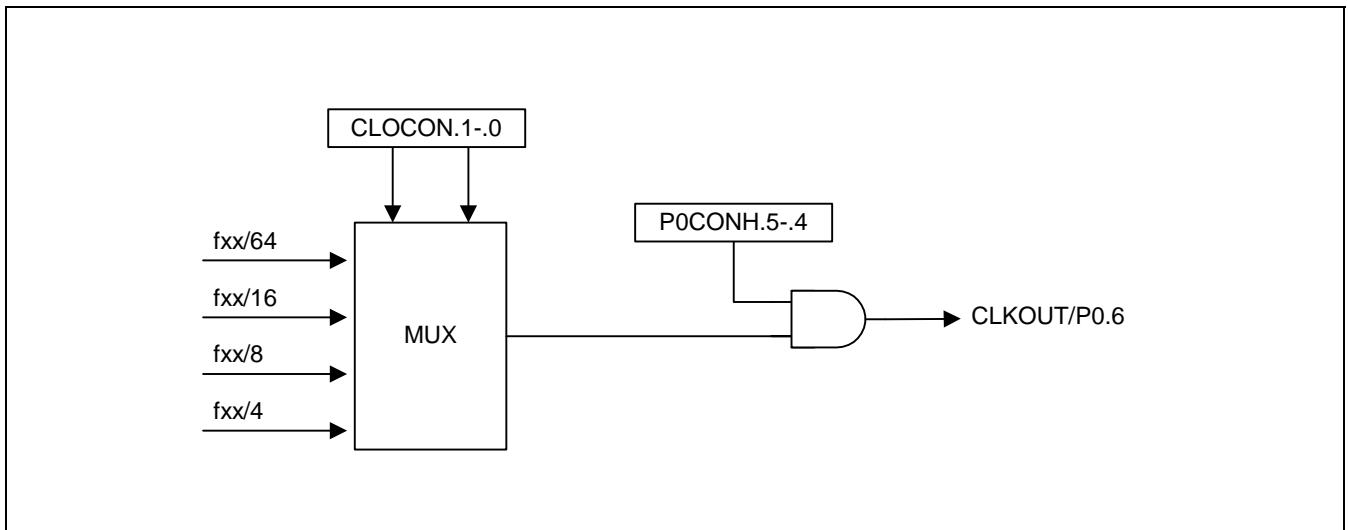 CLOCON.1-.0
P0CONH.5-.4
fxx/64
fxx/16
fxx/8
fxx/4
MUX
CLKOUT/P0.6